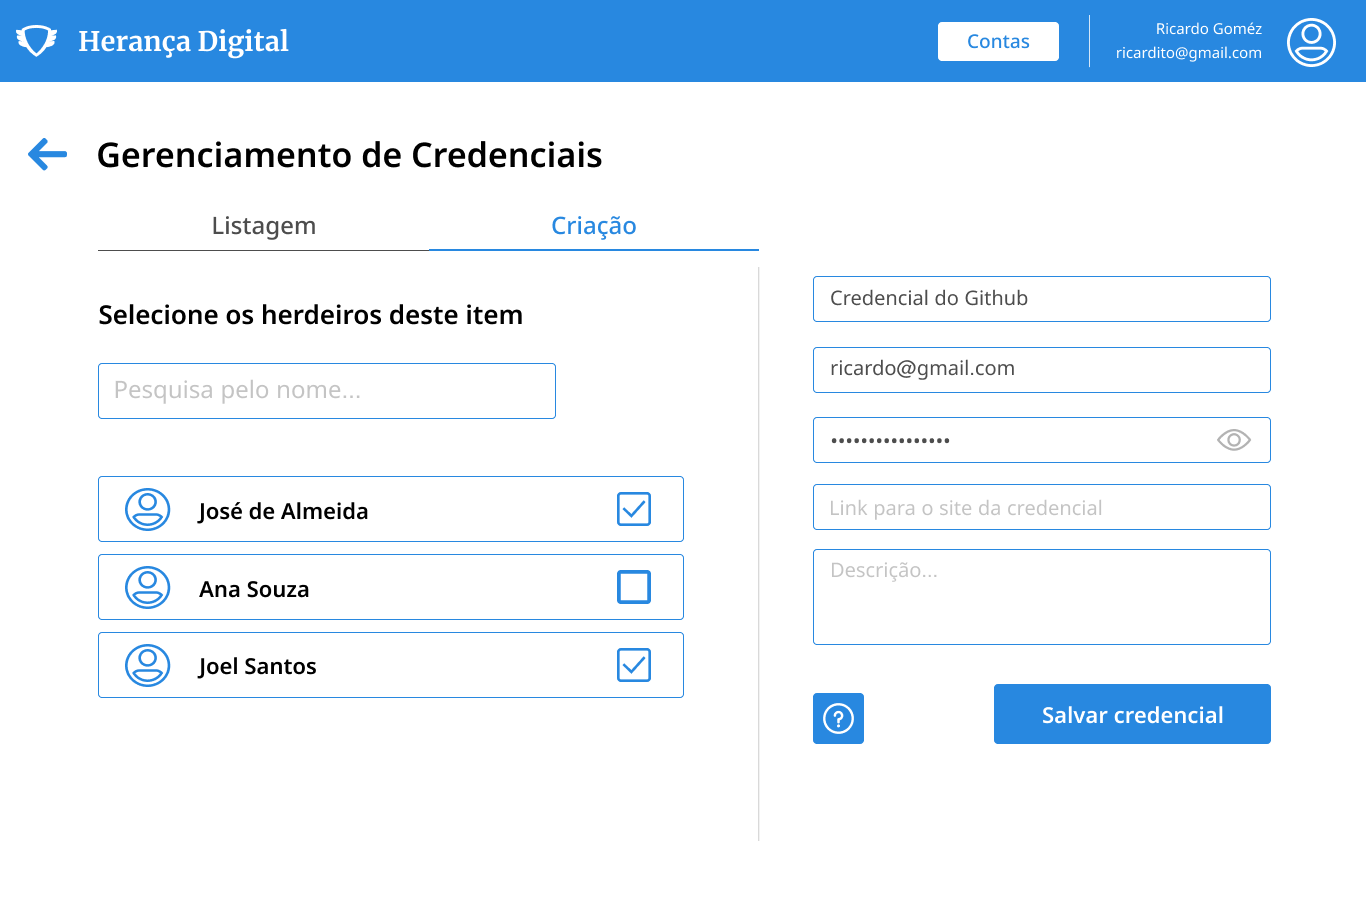 Herança Digital
Contas
Ricardo Goméz
ricardito@gmail.com
Gerenciamento de Credenciais
Listagem
Criação
Selecione os herdeiros deste item
Pesquisa pelo nome...
José de Almeida
Ana Souza
Joel Santos
Credencial do Github
ricardo@gmail.com
••••••••••••••••
Link para o site da credencial
Descrição...
?
Salvar credencial